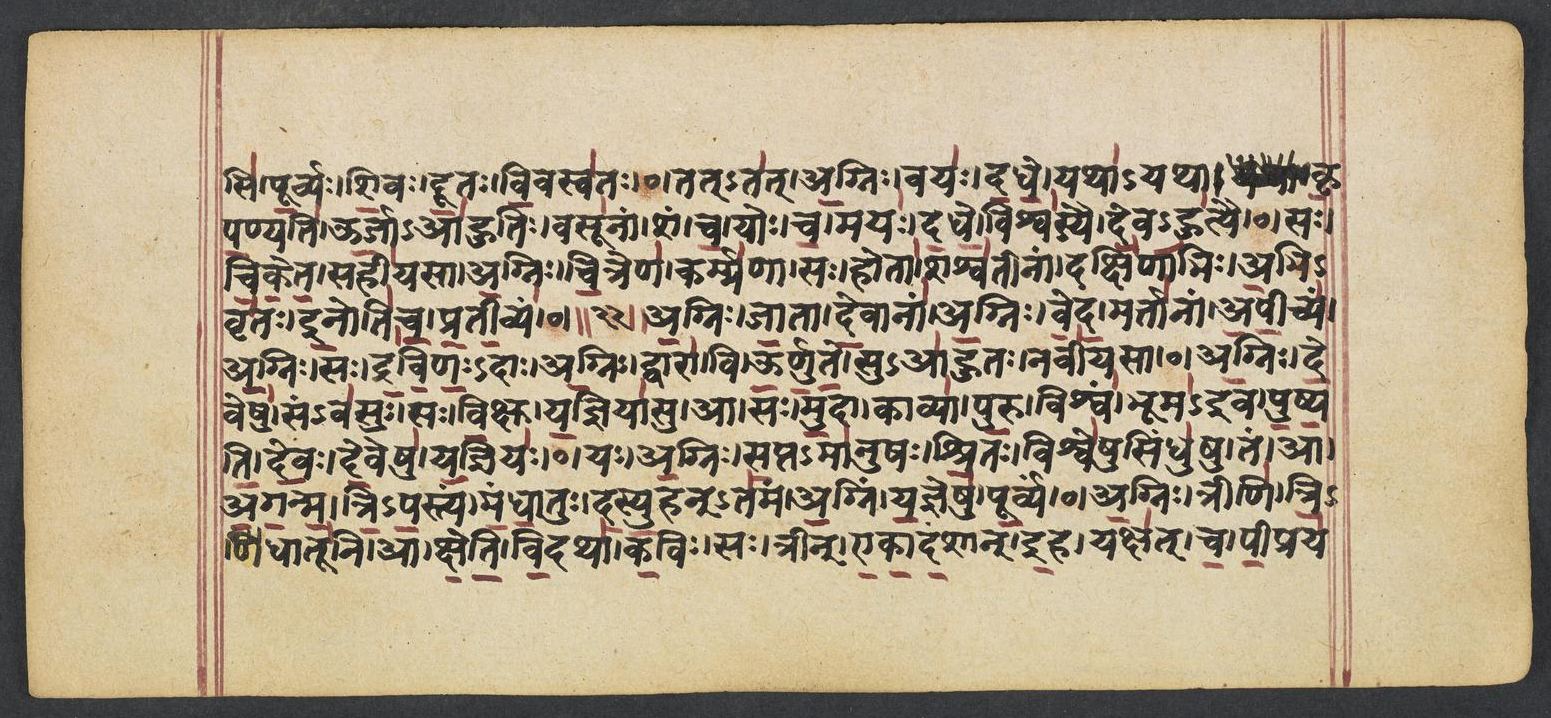 सि।पूर्व्यः।शिवः।दूतः।विवस्वतः।०।तत्ऽतत्।अग्निः।वयः।दधे।यथाऽयथा।कृ
पण्यति।ऊर्जाऽआहुतिः।वसूनां।शं।च।योः।च।मयः।दधे।विश्वस्यै।देवऽहूत्यै।०।सः।
चिकेत।सहीयसा।अग्निः।चित्रेण।कर्म्मणा।सः।होता।शश्वतीनां।दक्षिणाभिः।अभिऽ
वृतः।इनोति।च।प्रतीव्यं।०॥२२।अग्निः।जाता।देवानां।अग्निः।वेद।मर्तानां।अपीच्यं।
अग्निः।सः।द्रविणःऽदाः।अग्निः।द्वारा।वि।ऊर्णुते।सुऽआहुतः।नवीयसा।०।अग्निः।दे
वेषु।संऽवसुः।सः।विक्षु।यज्ञियासु।आ।सः।मुदा।काव्या।पुरु।विश्वं।भूमऽइव।पुष्य
ति।देवः।देवेषु।यज्ञियः।०।यः।अग्निः।सप्तऽमानुषः।श्रितः।विश्वेषु।सिंधुषु।तं।आ।
अगन्म।त्रिऽपस्त्यं।मंधातुः।दस्युहन्ऽतमं।अग्निं।यज्ञेषु।पूर्व्यं।०।अग्निः।त्रीणि।त्रिऽ
धातूनि।आ।क्षेति।विदथा।कविः।सः।त्रीन्।एकादशान्।इह।यक्षत्।च।पिप्रय